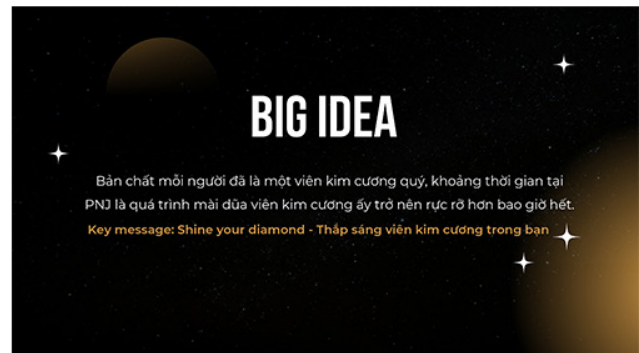 BIG IDEA
Bản chất mỗi người đã là một viên kim cương quý, khoảng thời gian tại
PNJ là quá trình mài dũa viên kim cương ấy trở nên rực rỡ hơn bao giờ hết.
Key message: Shine your diamond - Thắp sáng viên kim cương trong bạn